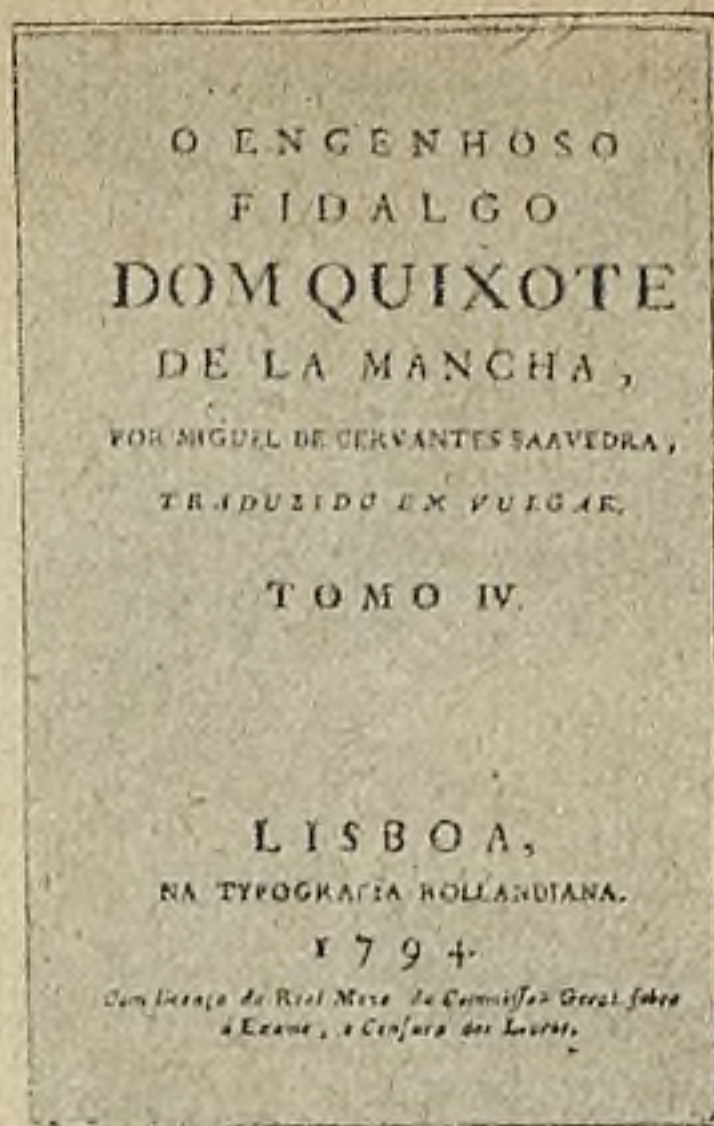 O ENGENHOSO
FIDALGO
DOM QUIXOTE
DE LA MANCHA,
POR MIGUEL DE CERVANTES SAAVEDRA,
TRADUZIDO EM VULGAR.
TOMO IV.
LISBOA,
NA TYPOGRAFIA ROLLANDIANA.
1794.
Com licença da Real Meza da Commissaõ Geral sobre
o Exame, e Censura dos Livros.